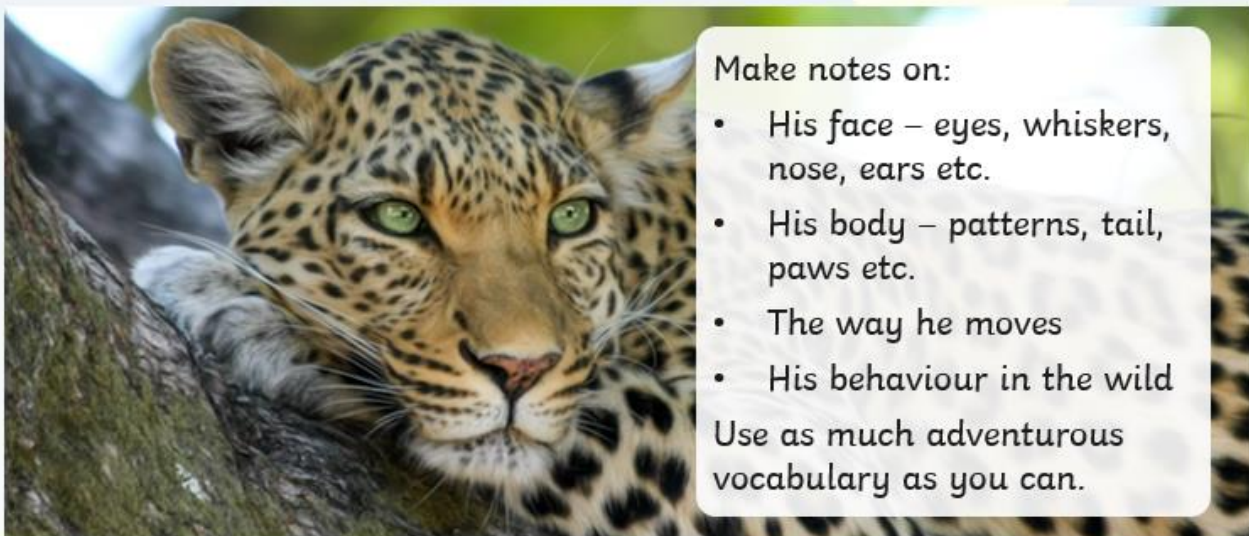 Make notes on:
• His face – eyes, whiskers,
nose, ears etc.
• His body – patterns, tail,
paws etc.
• The way he moves
• His behaviour in the wild
Use as much adventurous
vocabulary as you can.